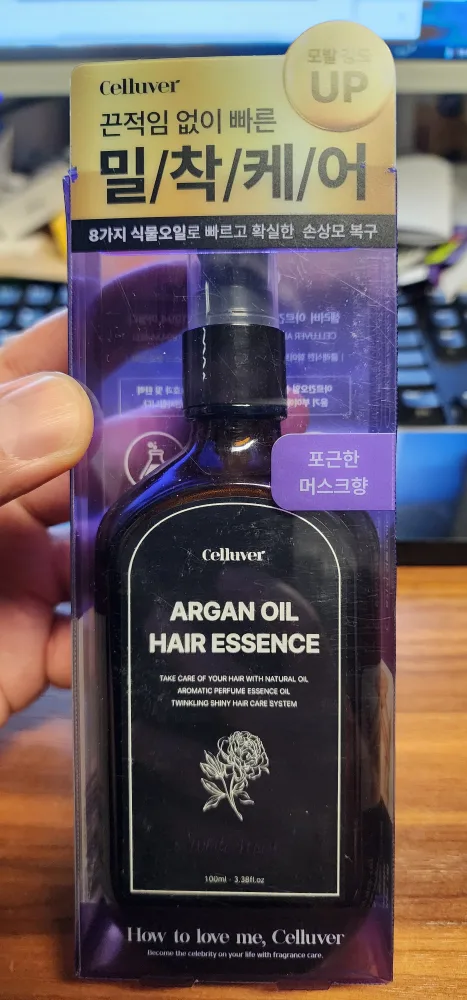 Celluver
모발 강도
UP
끈적임 없이 빠른
밀/착/케/어
8가지 식물오일로 빠르고 확실한 손상모 복구
포근한
머스크향
Celluver
ARGAN OIL
HAIR ESSENCE
TAKE CARE OF YOUR HAIR WITH NATURAL OIL
AROMATIC PERFUME ESSENCE OIL
TWINKLING SHINY HAIR CARE SYSTEM
100ml · 3.38fl.oz
How to love me, Celluver
Become the celebrity on your life with fragrance care.